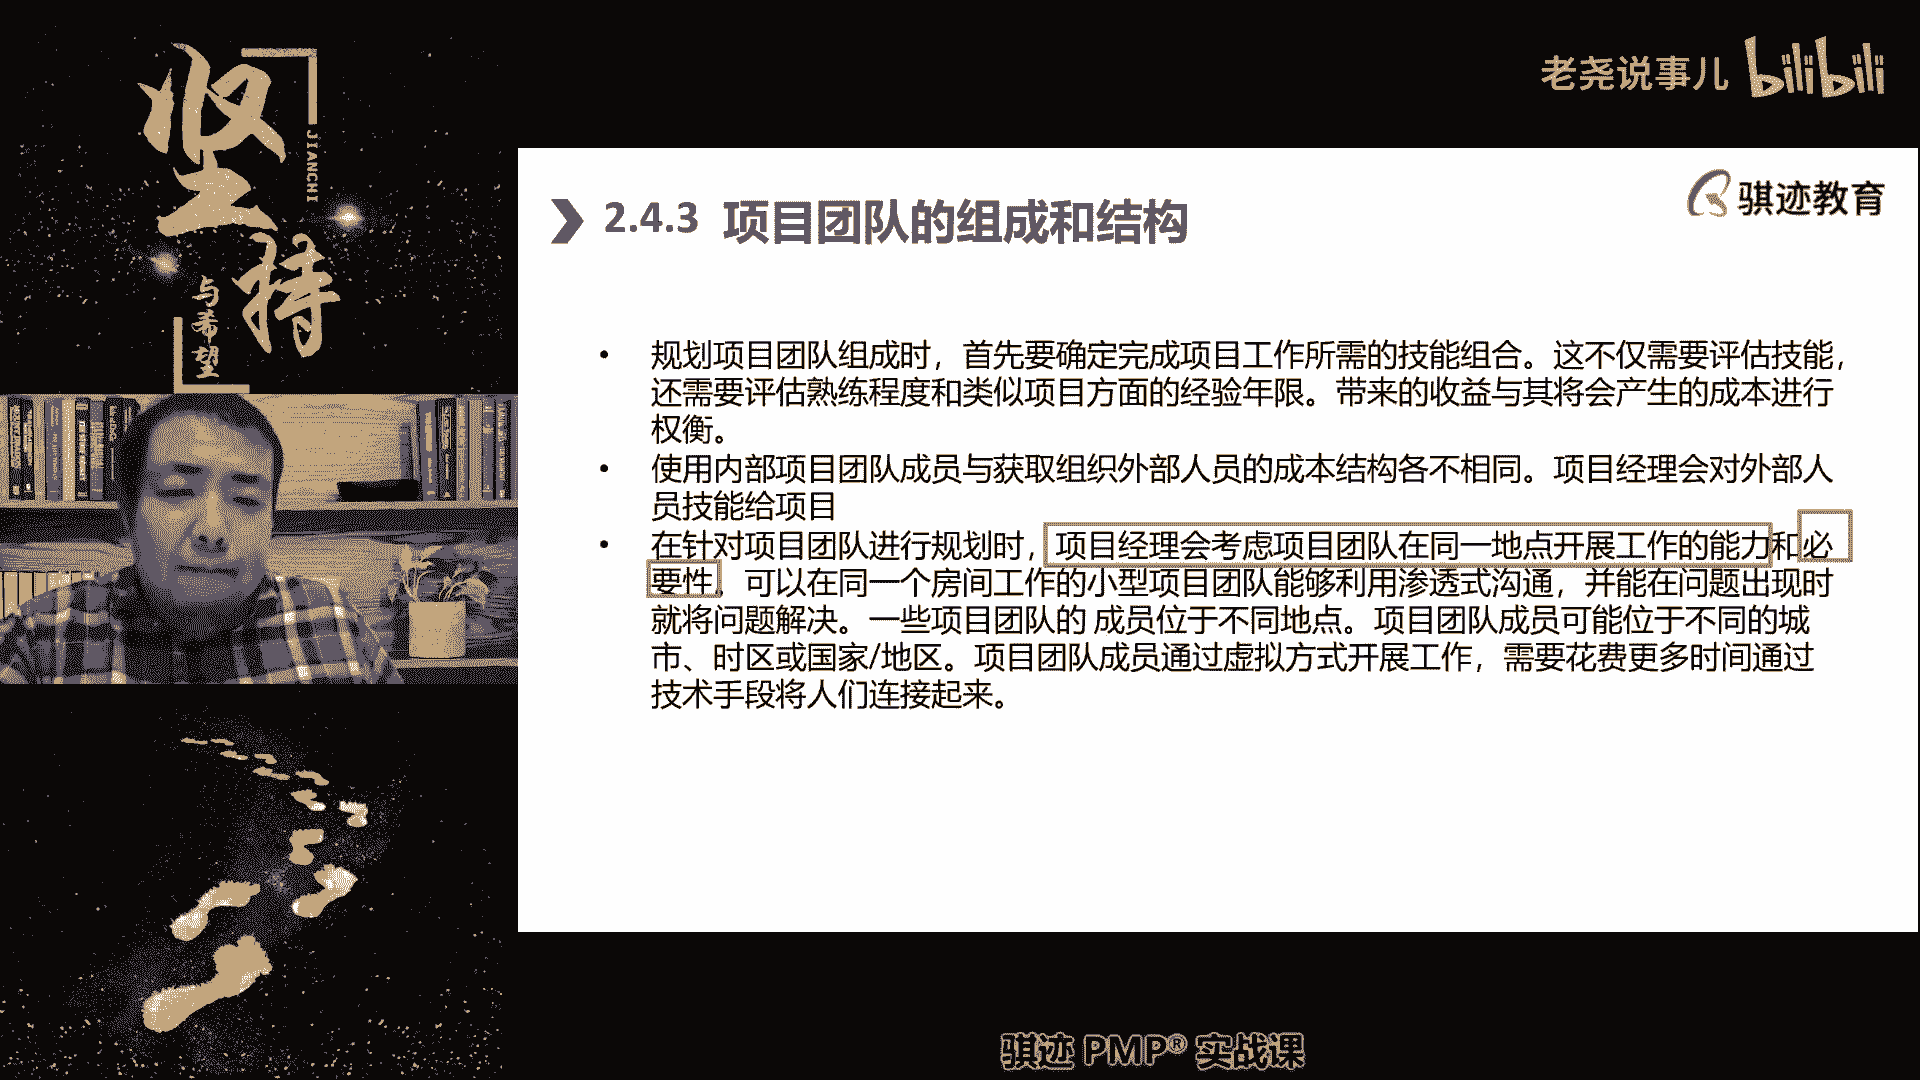 坚持
JIANCHI
与希望
老尧说事儿 bilibili
骐迹教育
2.4.3 项目团队的组成和结构
• 规划项目团队组成时，首先要确定完成项目工作所需的技能组合。这不仅需要评估技能，
还需要评估熟练程度和类似项目方面的经验年限。带来的收益与其将会产生的成本进行
权衡。
• 使用内部项目团队成员与获取组织外部人员的成本结构各不相同。项目经理会对外部人
员技能给项目
• 在针对项目团队进行规划时，项目经理会考虑项目团队在同一地点开展工作的能力和必
要性。可以在同一个房间工作的小型项目团队能够利用渗透式沟通，并能在问题出现时
就将问题解决。一些项目团队的 成员位于不同地点。项目团队成员可能位于不同的城
市、时区或国家/地区。项目团队成员通过虚拟方式开展工作，需要花费更多时间通过
技术手段将人们连接起来。
骐迹 PMP® 实战课